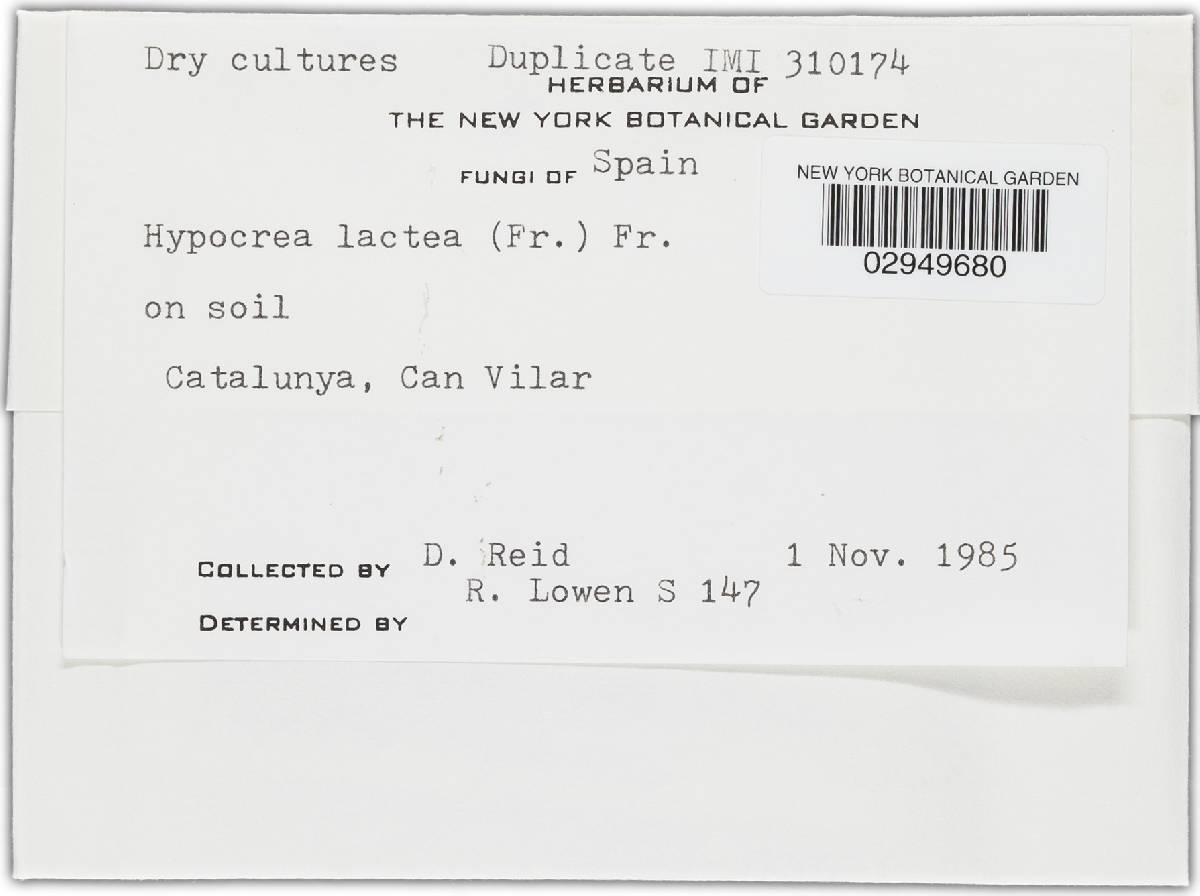 Dry cultures Duplicate IMI 310174
HERBARIUM OF
THE NEW YORK BOTANICAL GARDEN
FUNGI OF Spain
NEW YORK BOTANICAL GARDEN
02949680
Hypocrea lactea (Fr.) Fr.
on soil
Catalunya, Can Vilar
COLLECTED BY D. Reid 1 Nov. 1985
R. Lowen S 147
DETERMINED BY